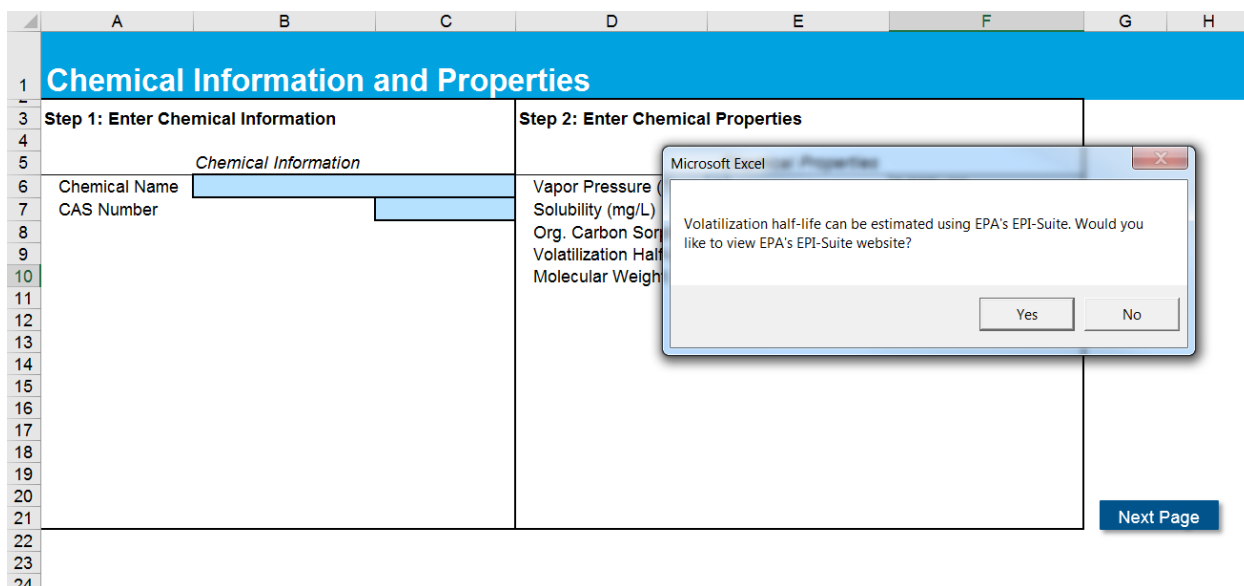 A B C D E F G H
1 Chemical Information and Properties
3 Step 1: Enter Chemical Information Step 2: Enter Chemical Properties
4
5 Chemical Information Properties
6 Chemical Name Vapor Pressure (
7 CAS Number Solubility (mg/L)
8 Org. Carbon Sorp
9 Volatilization Half
10 Molecular Weight
Microsoft Excel
Volatilization half-life can be estimated using EPA's EPI-Suite. Would you
like to view EPA's EPI-Suite website?
Yes No
11
12
13
14
15
16
17
18
19
20
21 Next Page
22
23
24